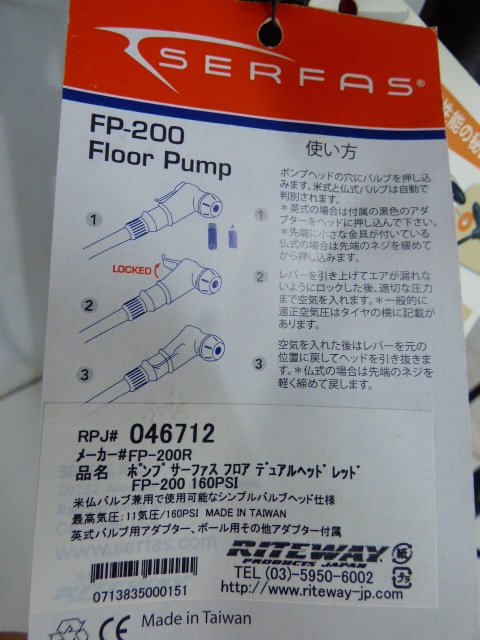 SERFAS®
FP-200
Floor Pump
使い方
1
ポンプヘッドの穴にバルブを押し込
みます。米式と仏式バルブは自動で
判別されます。
＊英式の場合は付属の黒色のアダ
プターをヘッドに押し込んで下さい。
＊先端に小さな金具が付いている
仏式の場合は先端のネジを緩めて
から押し込みます。
1
LOCKED
2
レバーを引き上げてエアが漏れな
いようにロックした後、適切な圧力
まで空気を入れます。＊一般的に
適正空気圧はタイヤの横に記載が
あります。
2
3
空気を入れた後はレバーを元の
位置に戻してヘッドを引き抜きま
す。＊仏式の場合は先端のネジを
軽く締めて戻します。
3
RPJ# 046712
メーカー#FP-200R
品名 ﾎﾟﾝﾌﾟ ｻｰﾌｧｽ ﾌﾛｱ ﾃﾞｭｱﾙﾍｯﾄﾞ ﾚｯﾄﾞ
FP-200 160PSI
米仏バルブ兼用で使用可能なシンプルバルブヘッド仕様
最高気圧：11気圧/160PSI MADE IN TAIWAN
英式バルブ用アダプター、ボール用その他アダプター付属
www.serfas.com
RITEWAY
PRODUCTS JAPAN
紙
TEL (03)-5950-6002
プラ
http://www.riteway-jp.com
0713835000151
CE Made in Taiwan
性能の秘